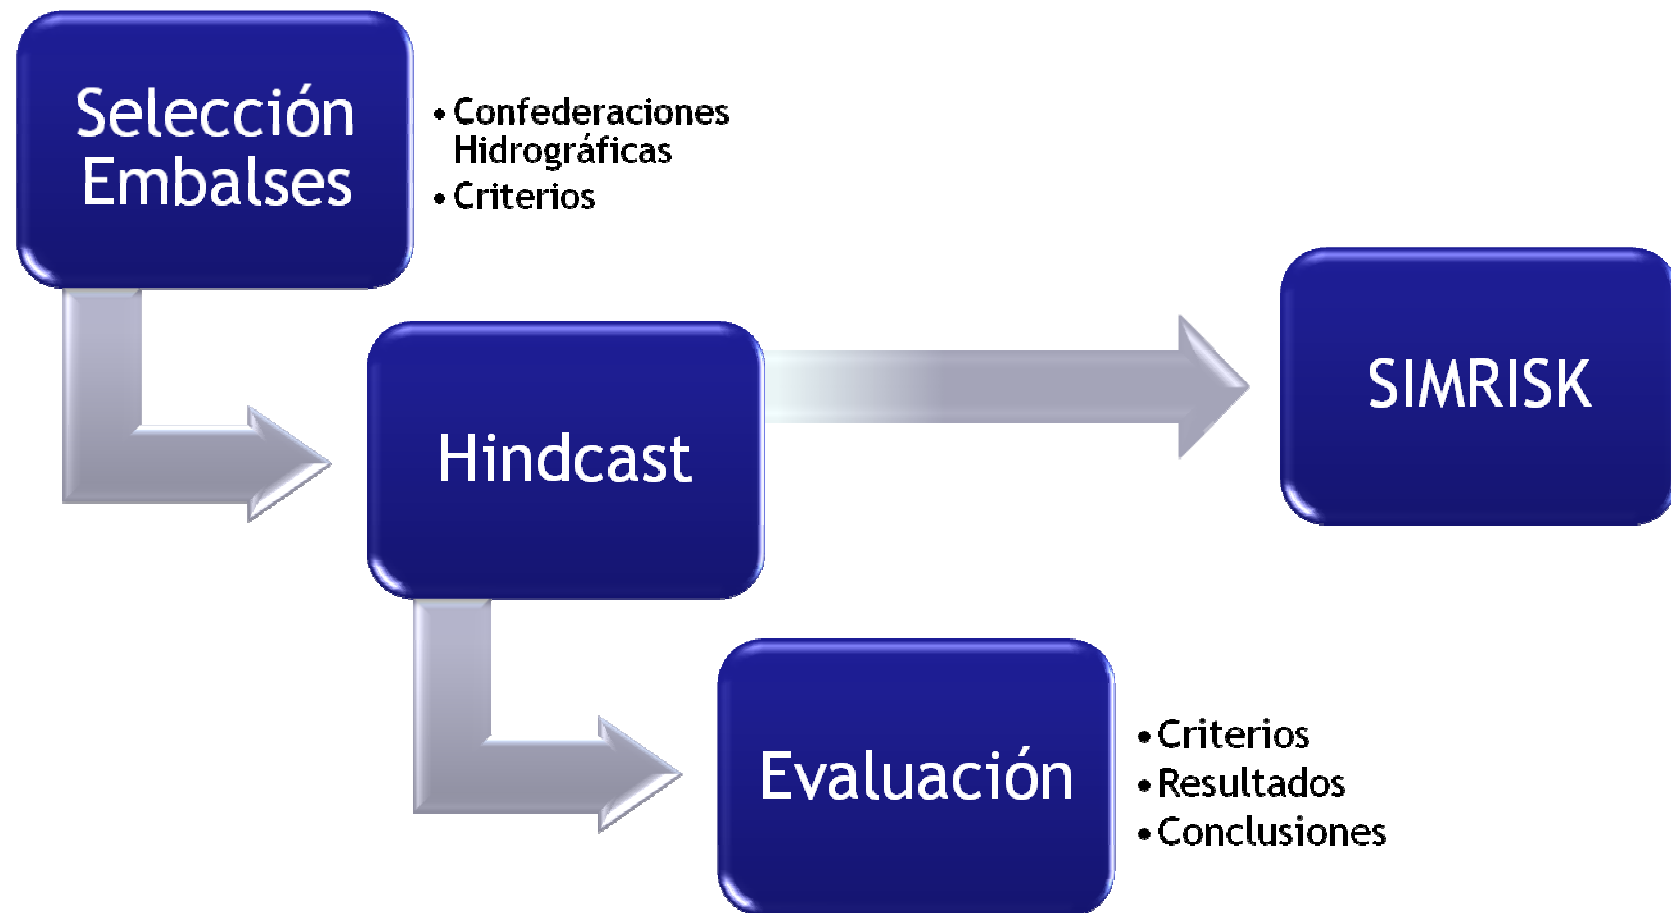 Selección
Embalses
• Confederaciones
Hidrográficas
• Criterios
Hindcast
SIMRISK
Evaluación
• Criterios
• Resultados
• Conclusiones